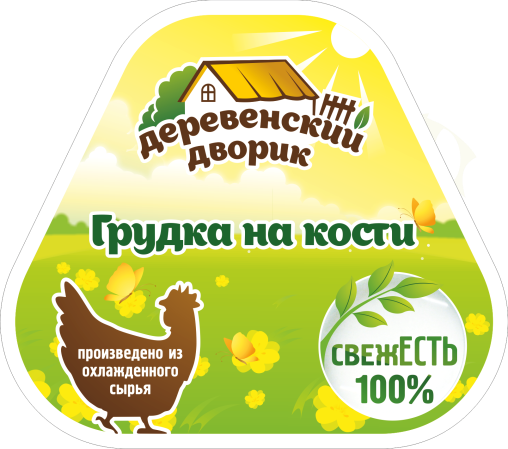 деревенский
дворик
Грудка на кости
произведено из
охлажденного
сырья
свежЕСТЬ
100%